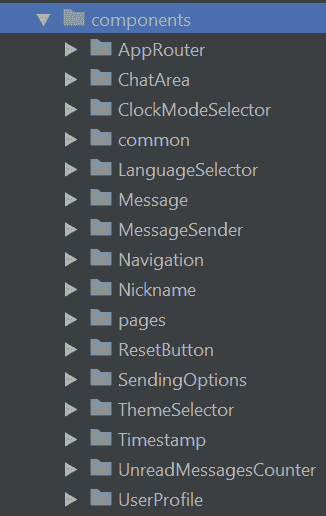 components
AppRouter
ChatArea
ClockModeSelector
common
LanguageSelector
Message
MessageSender
Navigation
Nickname
pages
ResetButton
SendingOptions
ThemeSelector
Timestamp
UnreadMessagesCounter
UserProfile